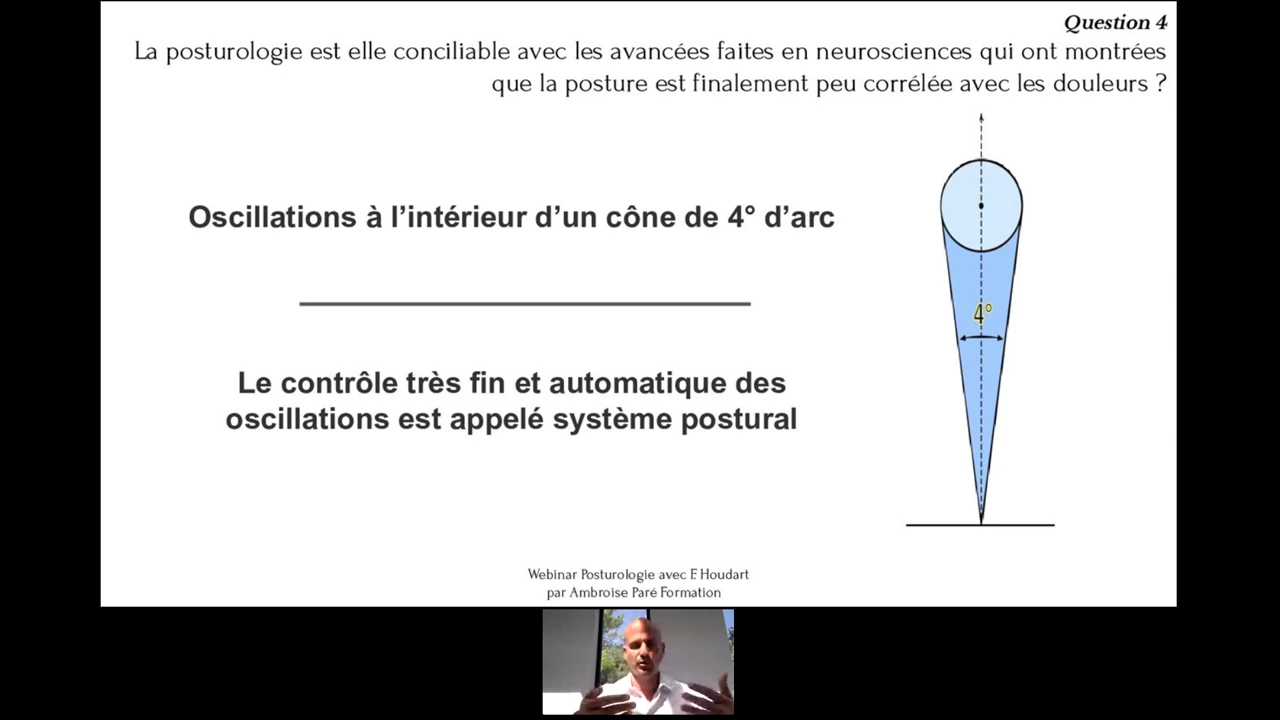 Question 4
La posturologie est elle conciliable avec les avancées faites en neurosciences qui ont montrées
que la posture est finalement peu corrélée avec les douleurs ?
Oscillations à l’intérieur d’un cône de 4° d’arc
4°
Le contrôle très fin et automatique des
oscillations est appelé système postural
Webinar Posturologie avec F. Houdart
par Ambroise Paré Formation